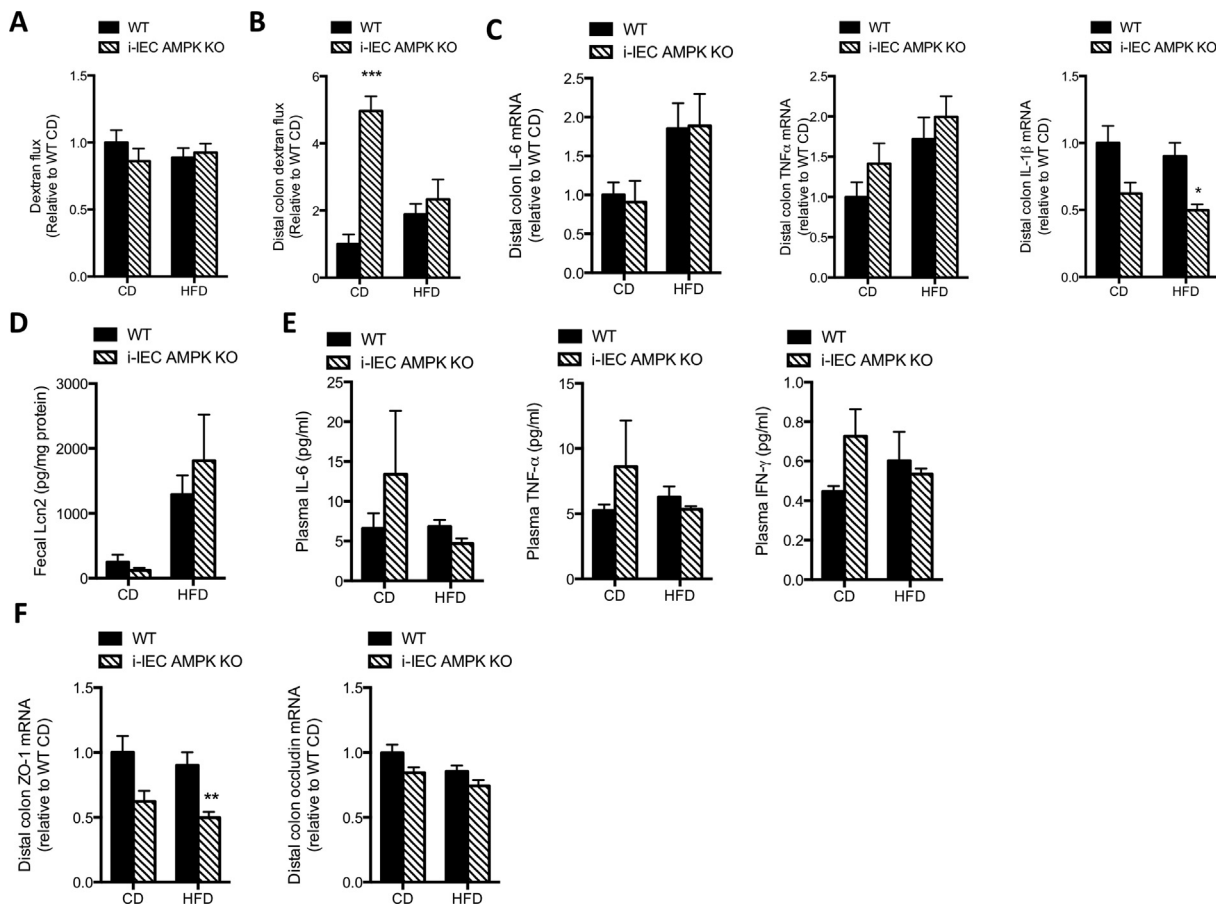 A
WT
i-IEC AMPK KO
Dextran flux
(Relative to WT CD)
1.5
1.0
0.5
0.0
CD
HFD
B
WT
i-IEC AMPK KO
Distal colon dextran flux
(Relative to WT CD)
6
4
2
0
***
CD
HFD
C
WT
i-IEC AMPK KO
Distal colon IL-6 mRNA
(relative to WT CD)
2.5
2.0
1.5
1.0
0.5
0.0
CD
HFD
WT
i-IEC AMPK KO
Distal colon TNFα mRNA
(relative to WT CD)
2.5
2.0
1.5
1.0
0.5
0.0
CD
HFD
WT
i-IEC AMPK KO
Distal colon IL-1β mRNA
(relative to WT CD)
1.5
1.0
0.5
0.0
*
CD
HFD
D
WT
i-IEC AMPK KO
Fecal Lcn2 (pg/mg protein)
3000
2000
1000
0
CD
HFD
E
WT
i-IEC AMPK KO
Plasma IL-6 (pg/ml)
25
20
15
10
5
0
CD
HFD
WT
i-IEC AMPK KO
Plasma TNF-α (pg/ml)
15
10
5
0
CD
HFD
WT
i-IEC AMPK KO
Plasma IFN-γ (pg/ml)
1.0
0.8
0.6
0.4
0.2
0.0
CD
HFD
F
WT
i-IEC AMPK KO
Distal colon ZO-1 mRNA
(relative to WT CD)
1.5
1.0
0.5
0.0
**
CD
HFD
WT
i-IEC AMPK KO
Distal colon occludin mRNA
(relative to WT CD)
1.5
1.0
0.5
0.0
CD
HFD